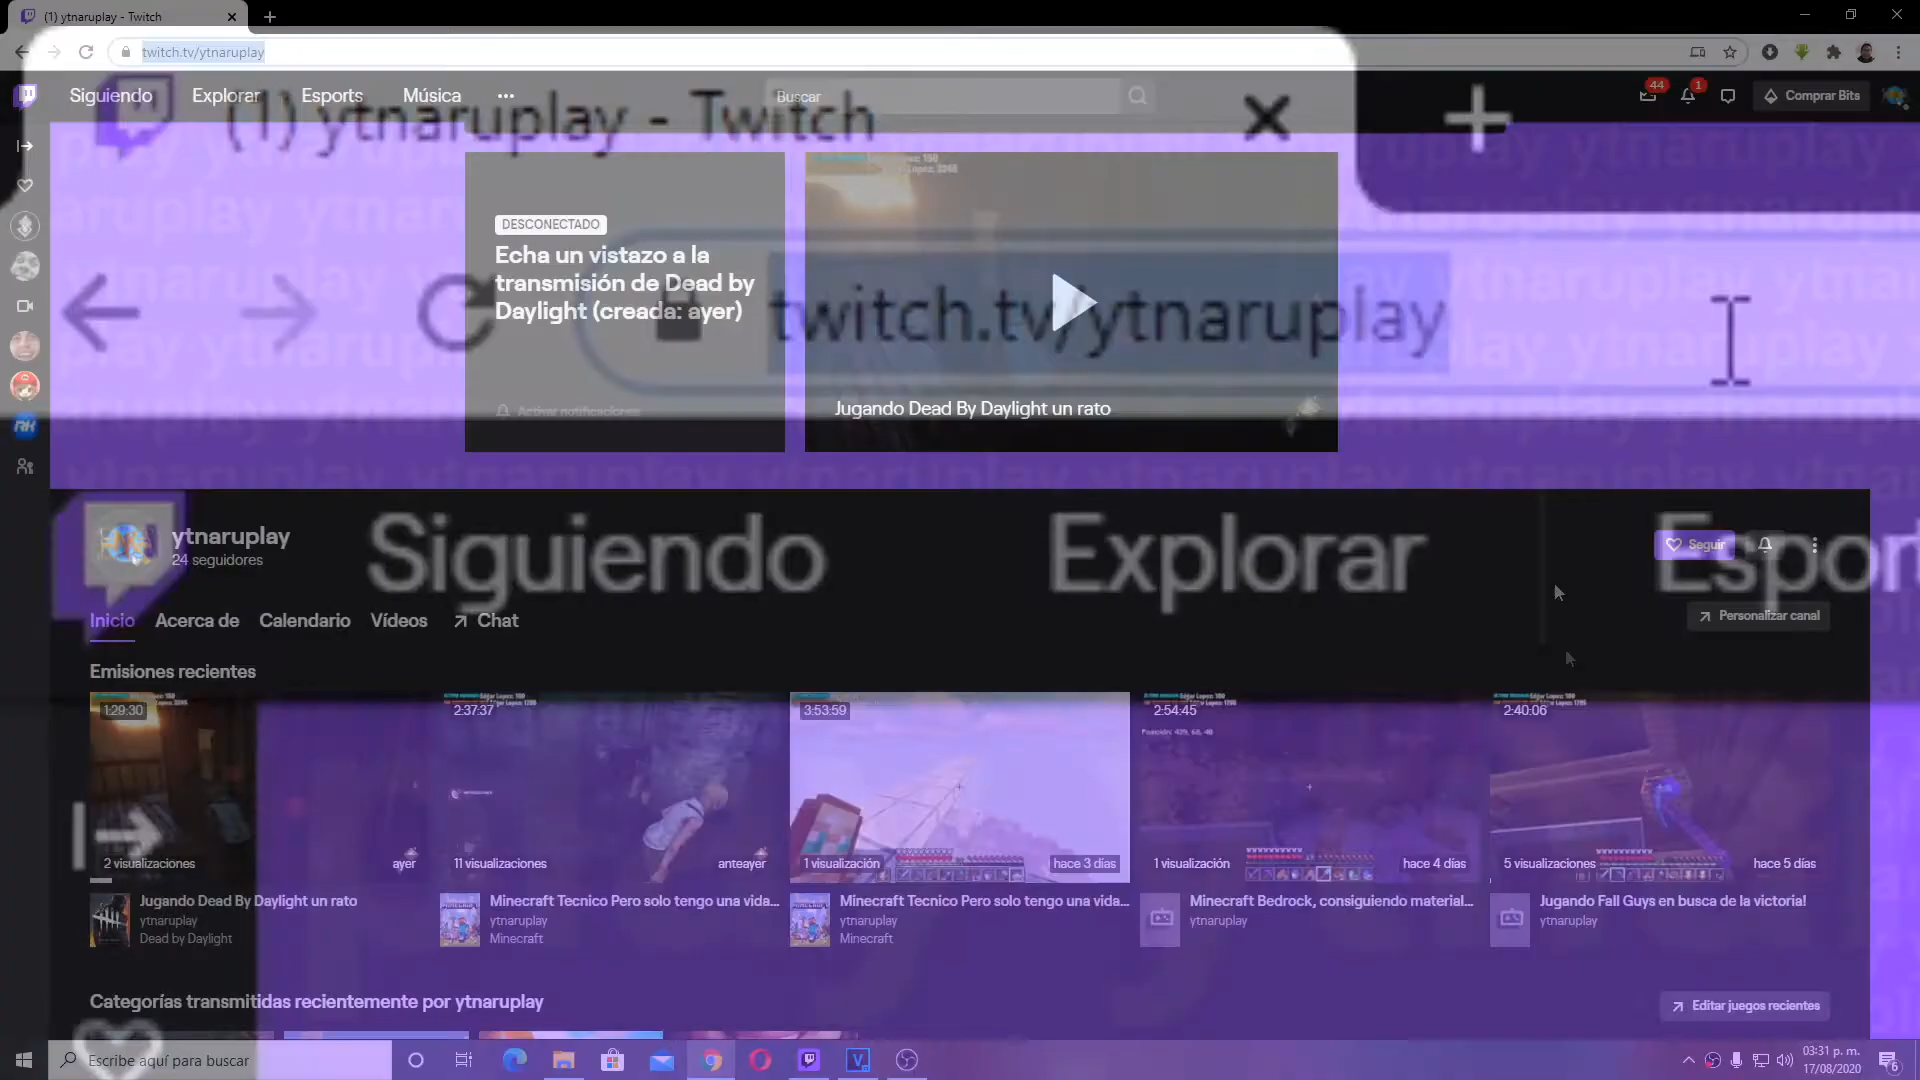 (1) ytnaruplay - Twitch
twitch.tv/ytnaruplay
Siguiendo Explorar Esports Música
Buscar
44 1 Comprar Bits
(1) ytnaruplay - Twitch
DESCONECTADO
Echa un vistazo a la
transmisión de Dead by
Daylight (creada: ayer)
Activar notificaciones
Jugando Dead By Daylight un rato
twitch.tv/ytnaruplay
Siguiendo Explorar Esport
ytnaruplay
24 seguidores
Seguir
Personalizar canal
Inicio Acerca de Calendario Vídeos Chat
Emisiones recientes
1:29:30 2:37:37 3:53:59 2:54:45 2:40:06
2 visualizaciones ayer 11 visualizaciones anteayer 1 visualización hace 3 días 1 visualización hace 4 días 5 visualizaciones hace 5 días
Jugando Dead By Daylight un rato
ytnaruplay
Dead by Daylight
Minecraft Tecnico Pero solo tengo una vida...
ytnaruplay
Minecraft
Minecraft Tecnico Pero solo tengo una vida...
ytnaruplay
Minecraft
Minecraft Bedrock, consiguiendo material...
ytnaruplay
Jugando Fall Guys en busca de la victoria!
ytnaruplay
Categorías transmitidas recientemente por ytnaruplay
Editar juegos recientes
Escribe aquí para buscar
03:31 p. m.
17/08/2020
6